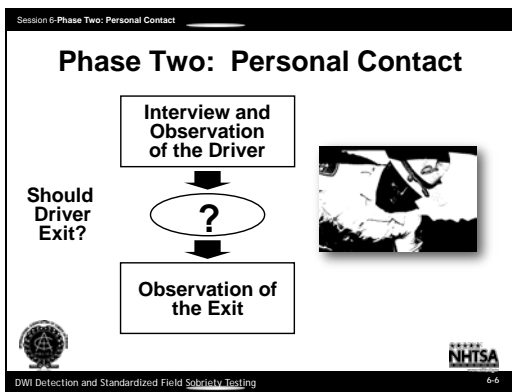 Session 6-Phase Two: Personal Contact
Phase Two: Personal Contact
Interview and
Observation
of the Driver
Should
Driver
Exit?
?
Observation of
the Exit
NHTSA
DWI Detection and Standardized Field Sobriety Testing
6-6